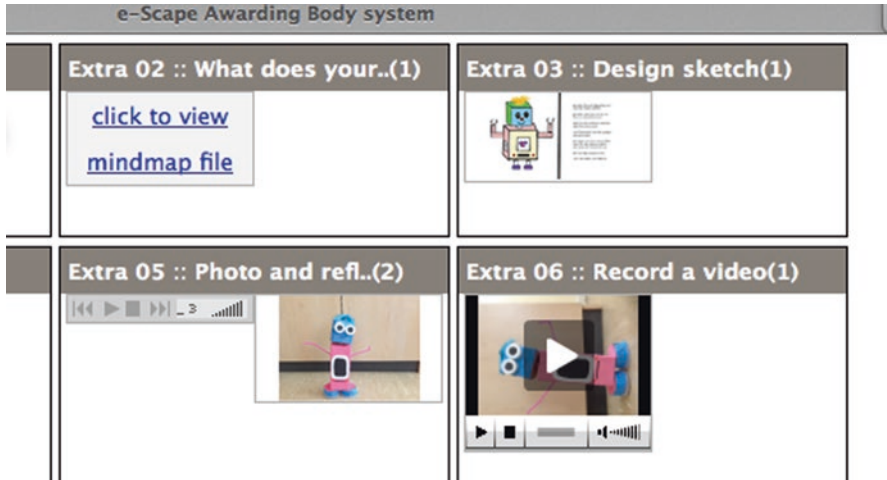 e-Scape Awarding Body system
Extra 02 :: What does your..(1)
click to view
mindmap file
Extra 03 :: Design sketch(1)
Extra 05 :: Photo and refl..(2)
_ 3
Extra 06 :: Record a video(1)